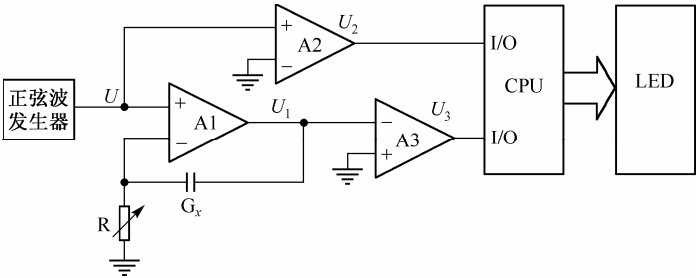 U₂
A2
I/O
正弦波
发生器
U
A1
U₁
CPU
LED
U₃
A3
I/O
Gₓ
R
+
−
+
−
−
+